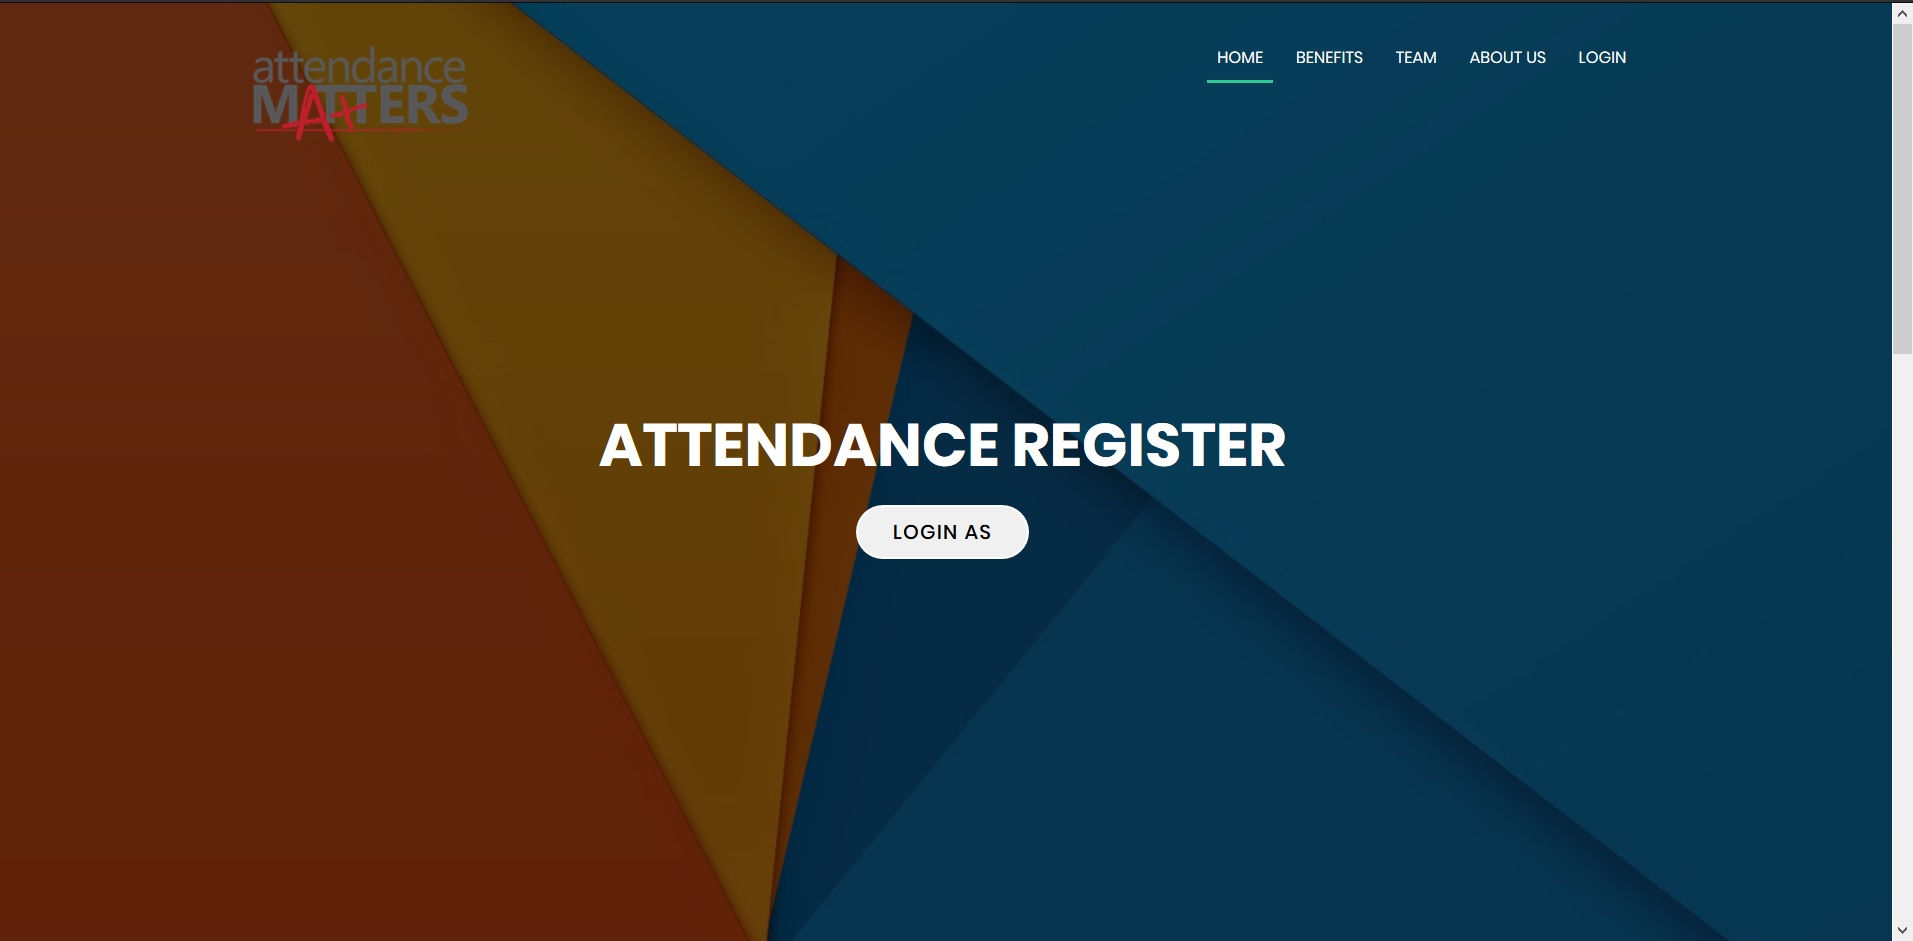 attendance
MATTERS
HOME BENEFITS TEAM ABOUT US LOGIN
ATTENDANCE REGISTER
LOGIN AS